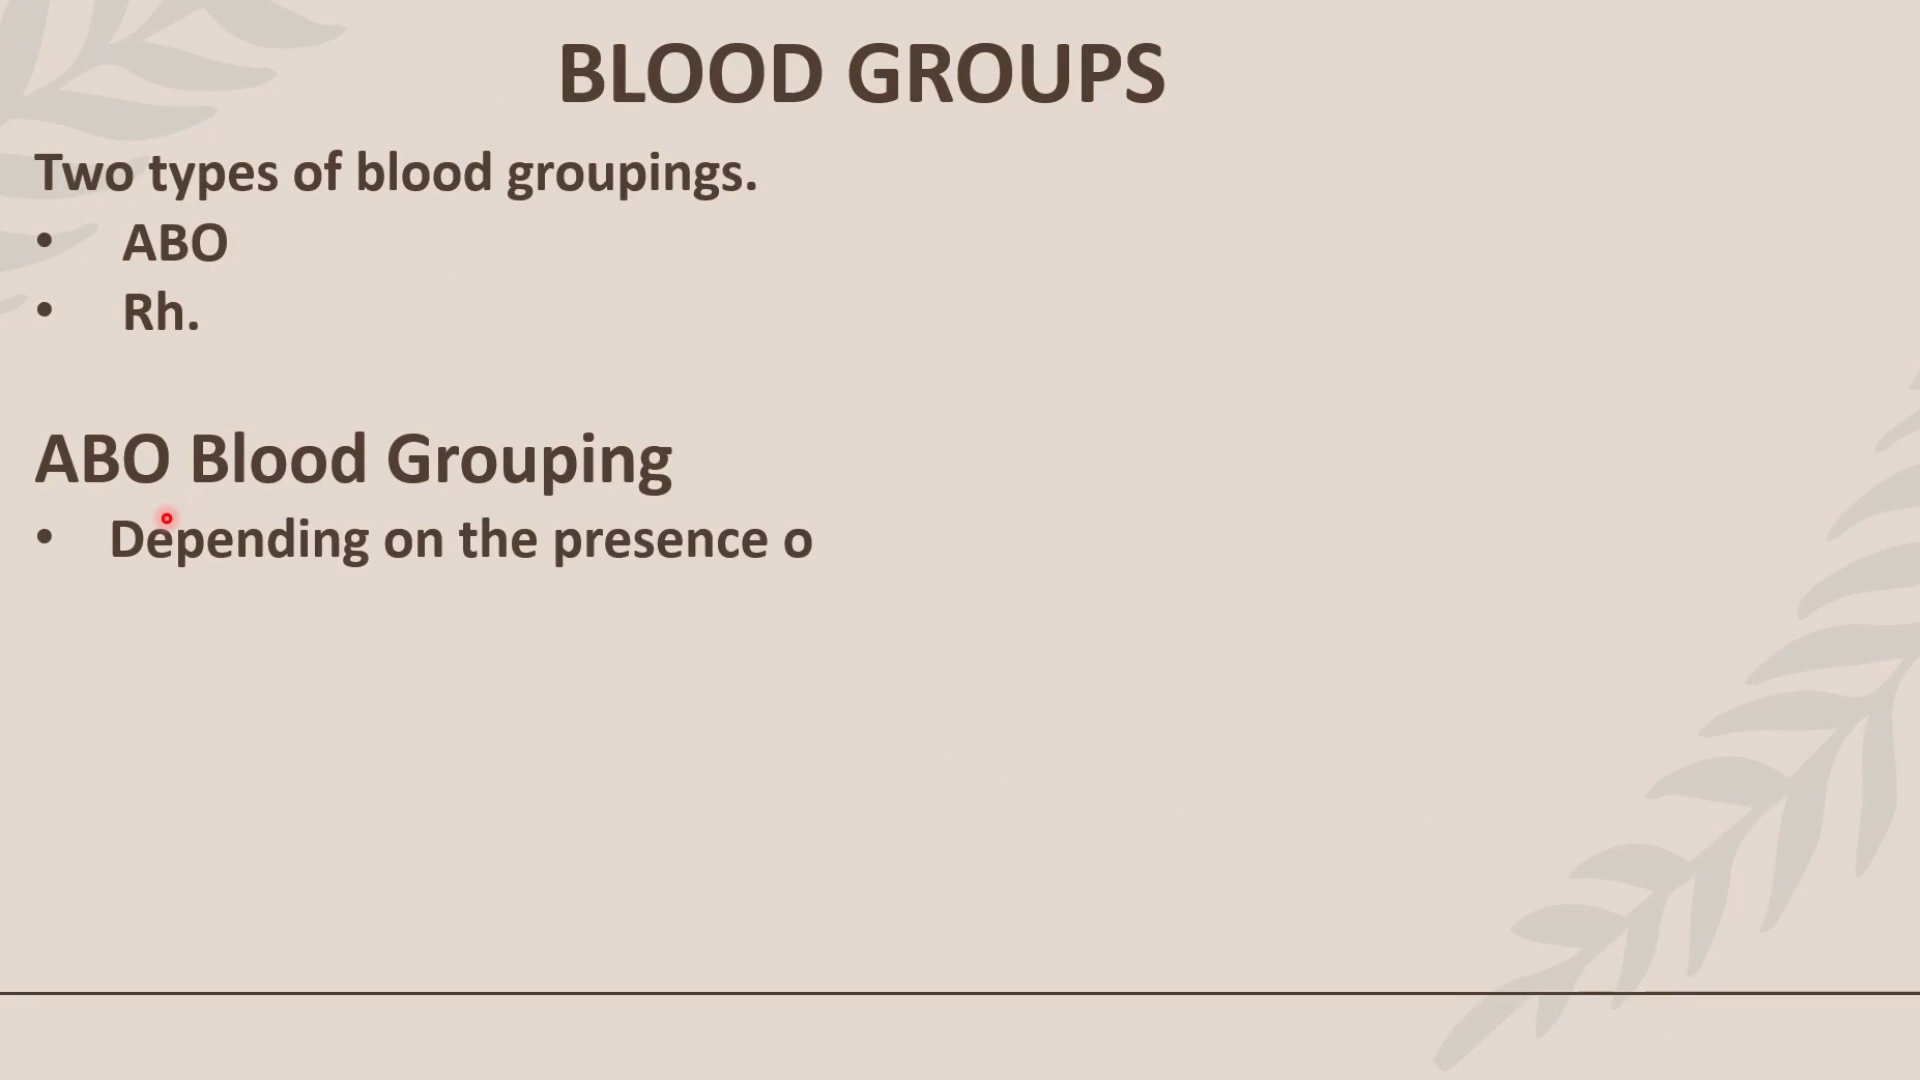 BLOOD GROUPS
Two types of blood groupings.
• ABO
• Rh.
ABO Blood Grouping
• Depending on the presence o